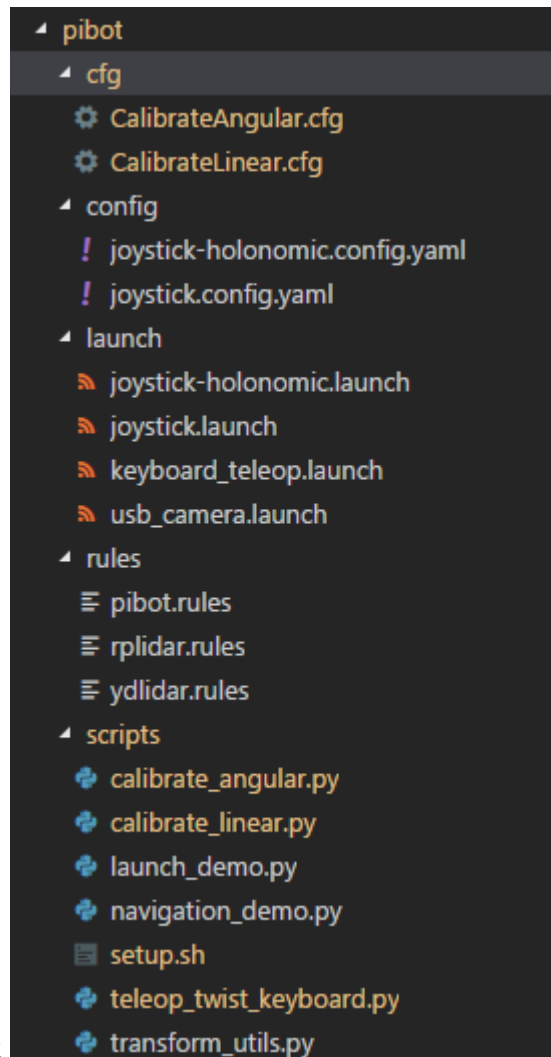 pibot
cfg
CalibrateAngular.cfg
CalibrateLinear.cfg
config
joystick-holonomic.config.yaml
joystick.config.yaml
launch
joystick-holonomic.launch
joystick.launch
keyboard_teleop.launch
usb_camera.launch
rules
pibot.rules
rplidar.rules
ydlidar.rules
scripts
calibrate_angular.py
calibrate_linear.py
launch_demo.py
navigation_demo.py
setup.sh
teleop_twist_keyboard.py
transform_utils.py